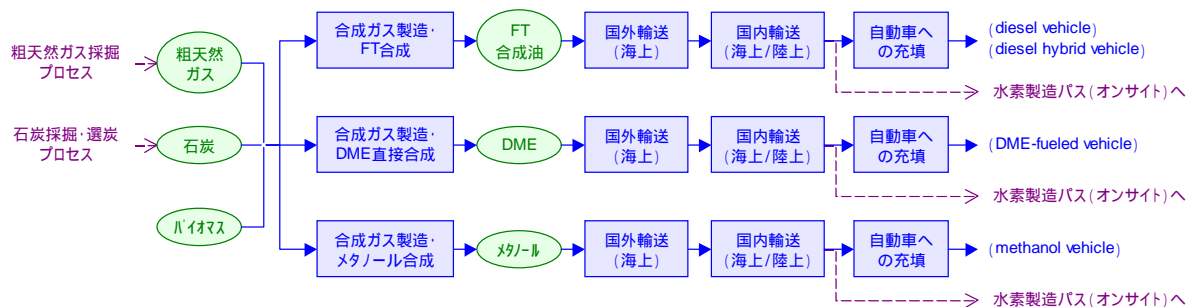 粗天然ガス採掘
プロセス
粗天然
ガス
石炭採掘･選炭
プロセス
石炭
ﾊﾞｲｵﾏｽ
合成ガス製造･
FT合成
FT
合成油
国外輸送
(海上)
国内輸送
(海上/陸上)
自動車へ
の充填
(diesel vehicle)
(diesel hybrid vehicle)
水素製造パス(オンサイト)へ
合成ガス製造･
DME直接合成
DME
国外輸送
(海上)
国内輸送
(海上/陸上)
自動車へ
の充填
(DME-fueled vehicle)
水素製造パス(オンサイト)へ
合成ガス製造･
メタノール合成
ﾒﾀﾉｰﾙ
国外輸送
(海上)
国内輸送
(海上/陸上)
自動車へ
の充填
(methanol vehicle)
水素製造パス(オンサイト)へ